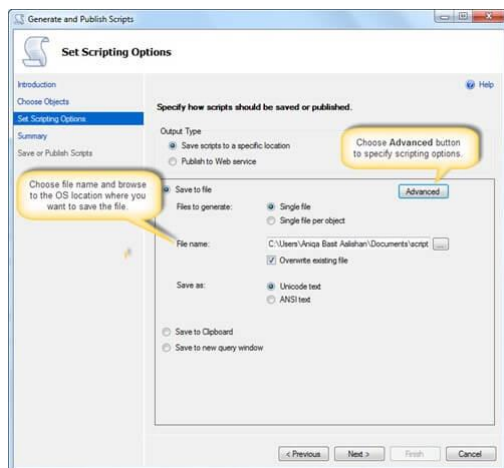 Generate and Publish Scripts
Set Scripting Options
Introduction
Choose Objects
Set Scripting Options
Summary
Save or Publish Scripts
Help
Specify how scripts should be saved or published.
Output Type
Save scripts to a specific location
Publish to Web service
Choose Advanced button
to specify scripting options.
Choose file name and browse
to the OS location where you
want to save the file.
Save to file
Advanced
Files to generate:
Single file
Single file per object
File name:
C:\Users\Aniqa Basit Aalishan\Documents\script
...
Overwrite existing file
Save as:
Unicode text
ANSI text
Save to Clipboard
Save to new query window
< Previous
Next >
Finish
Cancel